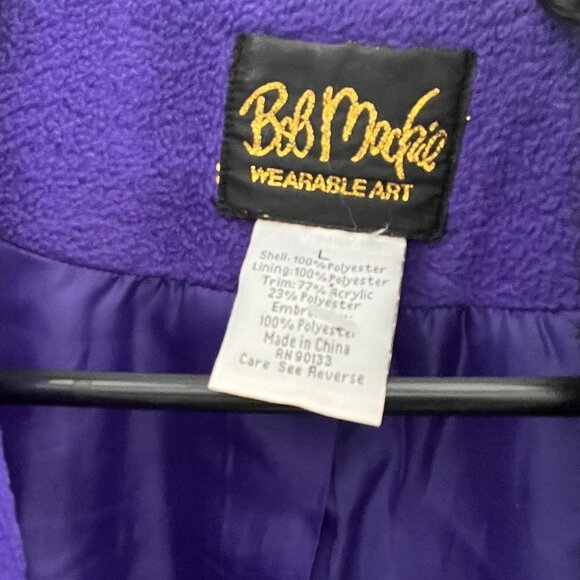 Bob Mackie
WEARABLE ART
L
Shell: 100% Polyester
Lining: 100% Polyester
Trim: 77% Acrylic
23% Polyester
100% Polyester
Made in China
RN 90133
Care See Reverse